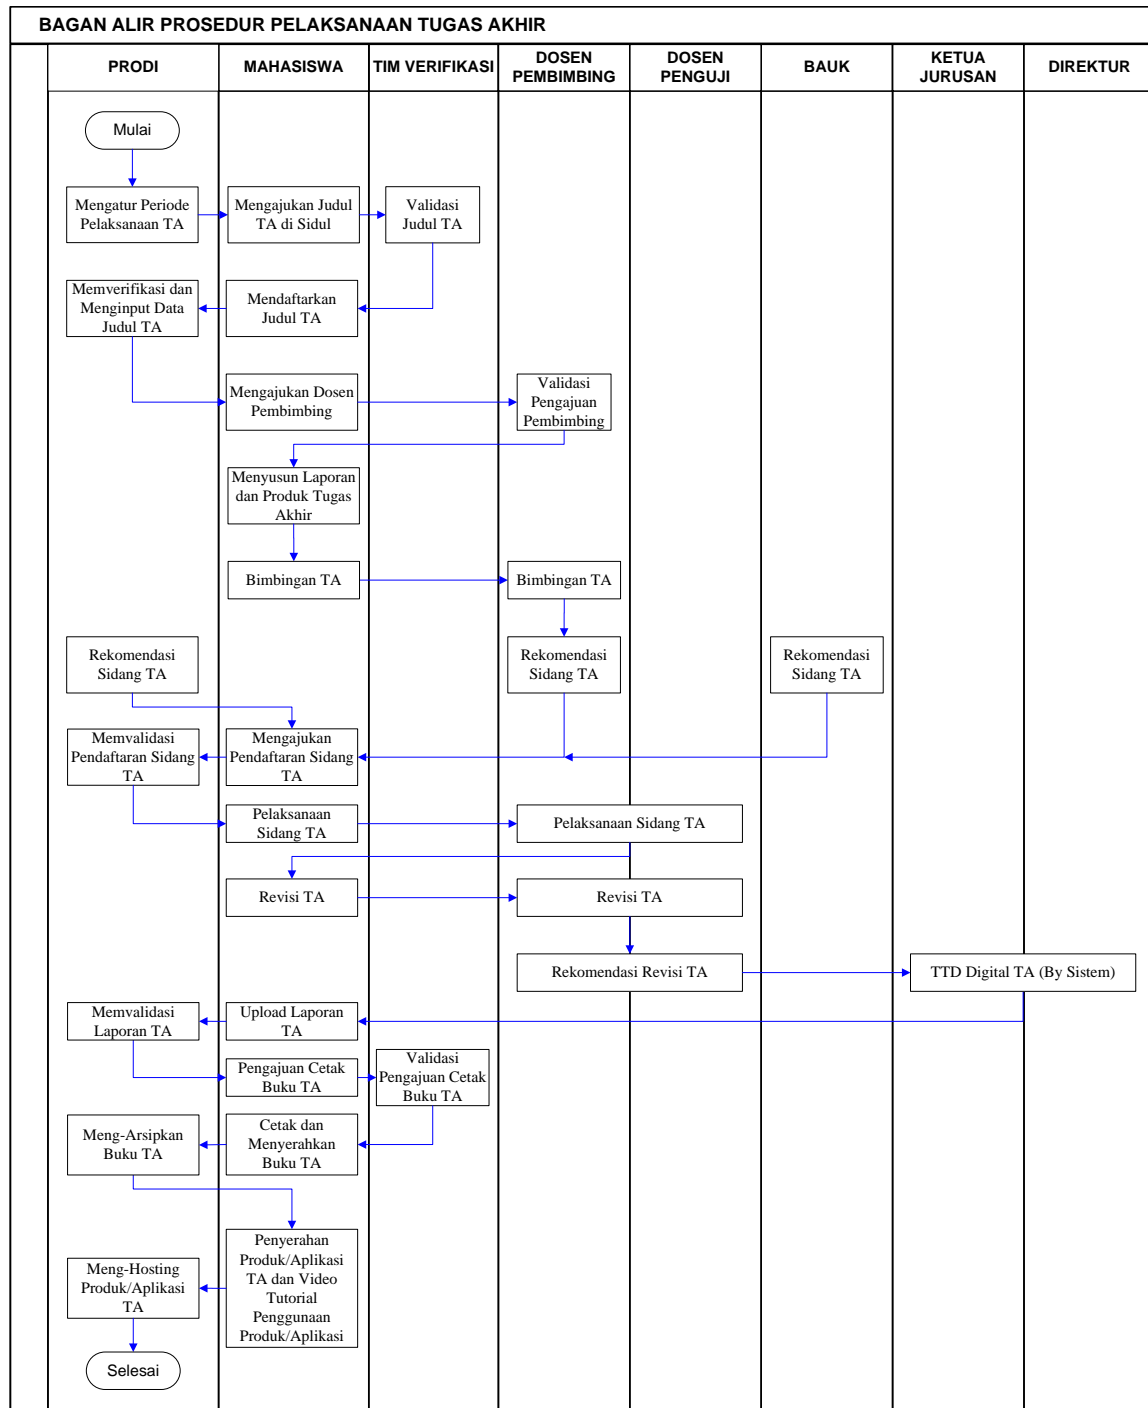 BAGAN ALIR PROSEDUR PELAKSANAAN TUGAS AKHIR
PRODI
MAHASISWA
TIM VERIFIKASI
DOSEN
PEMBIMBING
DOSEN
PENGUJI
BAUK
KETUA
JURUSAN
DIREKTUR
Mulai
Mengatur Periode
Pelaksanaan TA
Mengajukan Judul
TA di Sidul
Validasi
Judul TA
Memverifikasi dan
Menginput Data
Judul TA
Mendaftarkan
Judul TA
Mengajukan Dosen
Pembimbing
Validasi
Pengajuan
Pembimbing
Menyusun Laporan
dan Produk Tugas
Akhir
Bimbingan TA
Bimbingan TA
Rekomendasi
Sidang TA
Rekomendasi
Sidang TA
Rekomendasi
Sidang TA
Memvalidasi
Pendaftaran Sidang
TA
Mengajukan
Pendaftaran Sidang
TA
Pelaksanaan
Sidang TA
Pelaksanaan Sidang TA
Revisi TA
Revisi TA
Rekomendasi Revisi TA
TTD Digital TA (By Sistem)
Memvalidasi
Laporan TA
Upload Laporan
TA
Pengajuan Cetak
Buku TA
Validasi
Pengajuan Cetak
Buku TA
Meng-Arsipkan
Buku TA
Cetak dan
Menyerahkan
Buku TA
Meng-Hosting
Produk/Aplikasi
TA
Penyerahan
Produk/Aplikasi
TA dan Video
Tutorial
Penggunaan
Produk/Aplikasi
Selesai